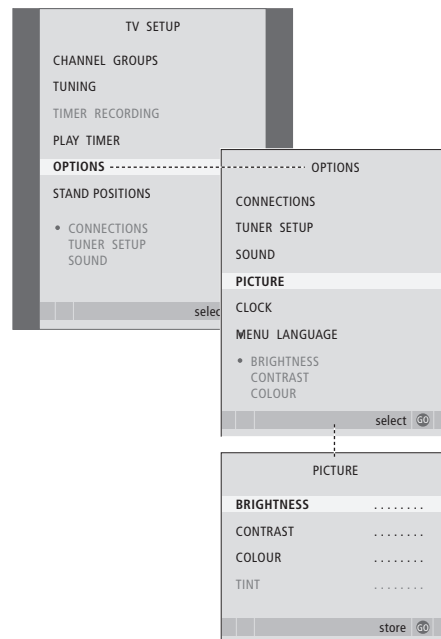 TV SETUP
CHANNEL GROUPS
TUNING
TIMER RECORDING
PLAY TIMER
OPTIONS
STAND POSITIONS
• CONNECTIONS
TUNER SETUP
SOUND
selec
OPTIONS
CONNECTIONS
TUNER SETUP
SOUND
PICTURE
CLOCK
MENU LANGUAGE
• BRIGHTNESS
CONTRAST
COLOUR
select GO
PICTURE
BRIGHTNESS ........
CONTRAST ........
COLOUR ........
TINT ........
store GO